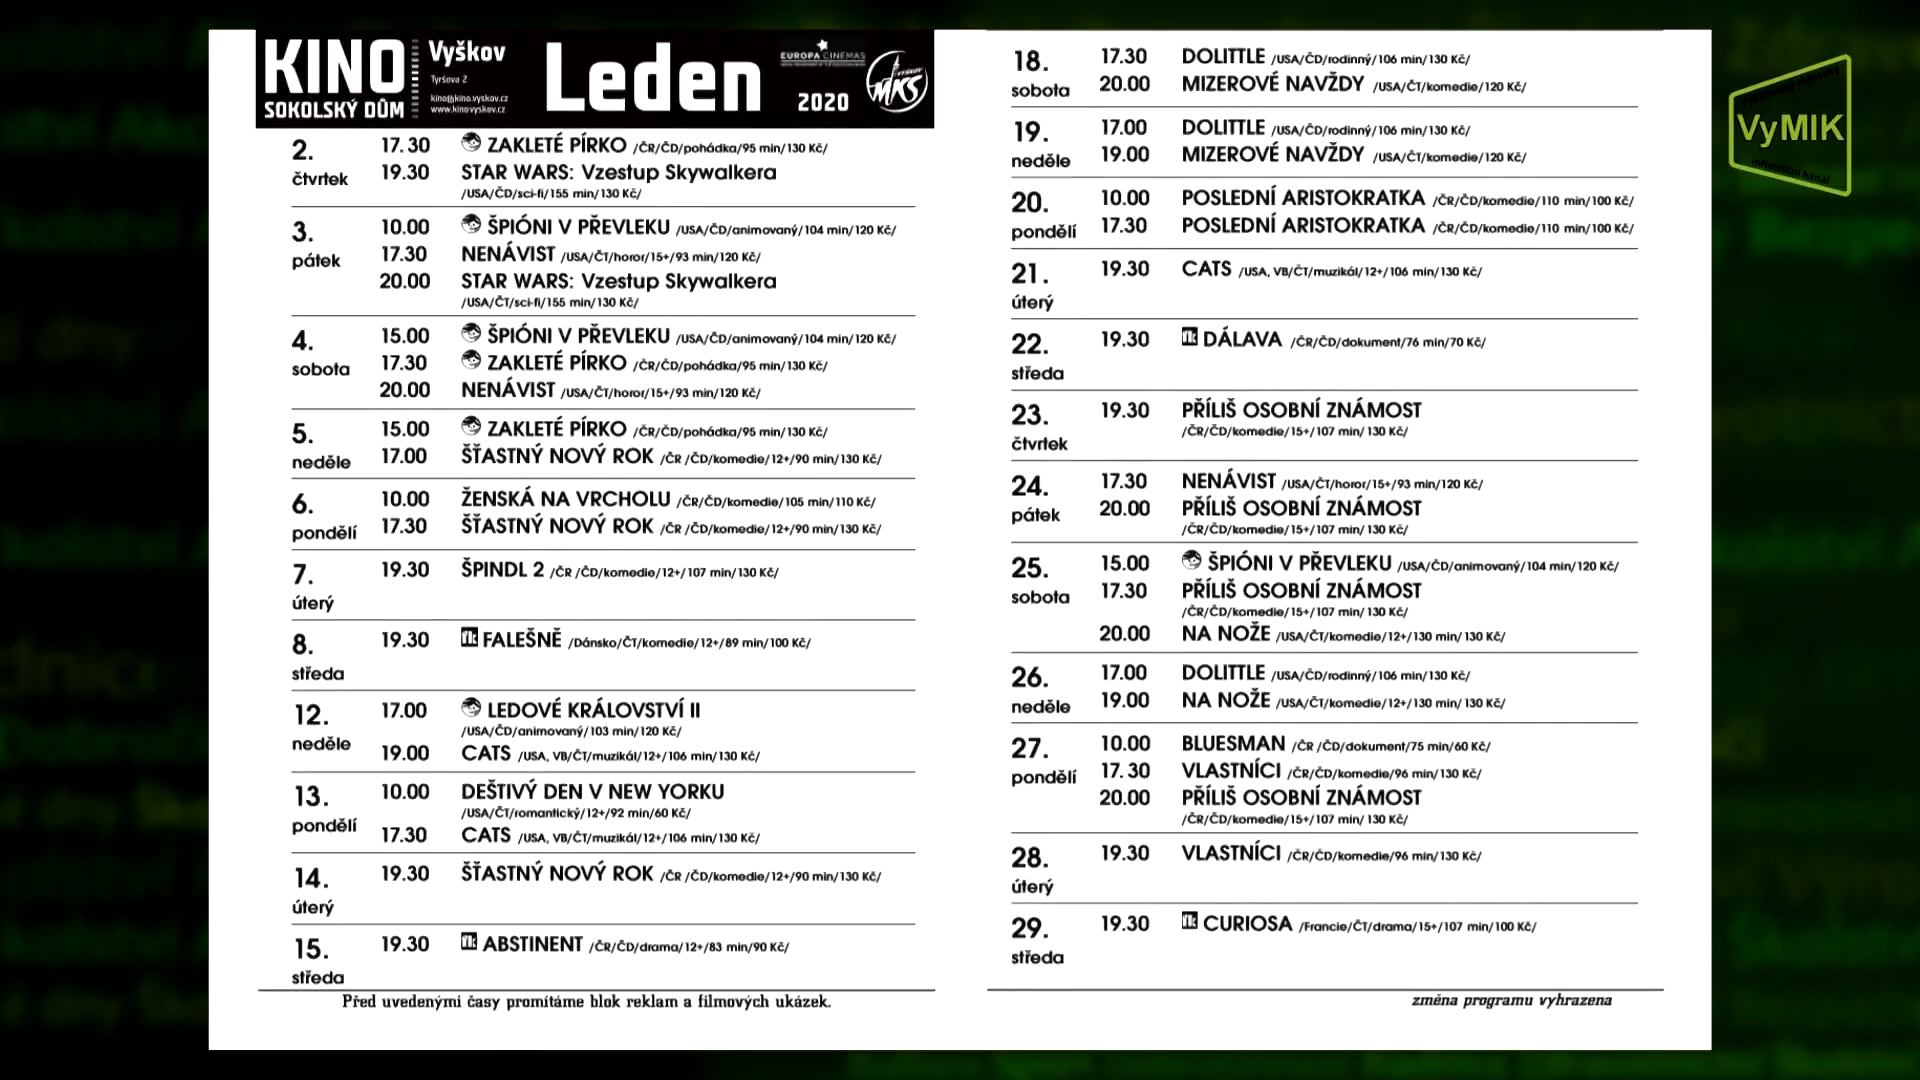 KINO
SOKOLSKÝ DŮM
Vyškov
Tyršova 2
kino@kino.vyskov.cz
www.kinovyskov.cz
Leden
2020
EUROPA CINEMAS
MKS
2.
čtvrtek
17. 30 ZAKLETÉ PÍRKO /ČR/ČD/pohádka/95 min/130 Kč/
19.30 STAR WARS: Vzestup Skywalkera
/USA/ČD/sci-fi/155 min/130 Kč/
3.
pátek
10.00 ŠPIÓNI V PŘEVLEKU /USA/ČD/animovaný/104 min/120 Kč/
17.30 NENÁVIST /USA/ČT/horor/15+/93 min/120 Kč/
20.00 STAR WARS: Vzestup Skywalkera
/USA/ČT/sci-fi/155 min/130 Kč/
4.
sobota
15.00 ŠPIÓNI V PŘEVLEKU /USA/ČD/animovaný/104 min/120 Kč/
17.30 ZAKLETÉ PÍRKO /ČR/ČD/pohádka/95 min/130 Kč/
20.00 NENÁVIST /USA/ČT/horor/15+/93 min/120 Kč/
5.
neděle
15.00 ZAKLETÉ PÍRKO /ČR/ČD/pohádka/95 min/130 Kč/
17.00 ŠŤASTNÝ NOVÝ ROK /ČR /ČD/komedie/12+/90 min/130 Kč/
6.
pondělí
10.00 ŽENSKÁ NA VRCHOLU /ČR/ČD/komedie/105 min/110 Kč/
17.30 ŠŤASTNÝ NOVÝ ROK /ČR /ČD/komedie/12+/90 min/130 Kč/
7.
úterý
19.30 ŠPINDL 2 /ČR /ČD/komedie/12+/107 min/130 Kč/
8.
středa
19.30 fk FALEŠNĚ /Dánsko/ČT/komedie/12+/89 min/100 Kč/
12.
neděle
17.00 LEDOVÉ KRÁLOVSTVÍ II
/USA/ČD/animovaný/103 min/120 Kč/
19.00 CATS /USA, VB/ČT/muzikál/12+/106 min/130 Kč/
13.
pondělí
10.00 DEŠTIVÝ DEN V NEW YORKU
/USA/ČT/romantický/12+/92 min/60 Kč/
17.30 CATS /USA, VB/ČT/muzikál/12+/106 min/130 Kč/
14.
úterý
19.30 ŠŤASTNÝ NOVÝ ROK /ČR /ČD/komedie/12+/90 min/130 Kč/
15.
středa
19.30 fk ABSTINENT /ČR/ČD/drama/12+/83 min/90 Kč/
Před uvedenými časy promítáme blok reklam a filmových ukázek.
18.
sobota
17.30 DOLITTLE /USA/ČD/rodinný/106 min/130 Kč/
20.00 MIZEROVÉ NAVŽDY /USA/ČT/komedie/120 Kč/
19.
neděle
17.00 DOLITTLE /USA/ČD/rodinný/106 min/130 Kč/
19.00 MIZEROVÉ NAVŽDY /USA/ČT/komedie/120 Kč/
20.
pondělí
10.00 POSLEDNÍ ARISTOKRATKA /ČR/ČD/komedie/110 min/100 Kč/
17.30 POSLEDNÍ ARISTOKRATKA /ČR/ČD/komedie/110 min/100 Kč/
21.
úterý
19.30 CATS /USA, VB/ČT/muzikál/12+/106 min/130 Kč/
22.
středa
19.30 fk DÁLAVA /ČR/ČD/dokument/76 min/70 Kč/
23.
čtvrtek
19.30 PŘÍLIŠ OSOBNÍ ZNÁMOST
/ČR/ČD/komedie/15+/107 min/ 130 Kč/
24.
pátek
17.30 NENÁVIST /USA/ČT/horor/15+/93 min/120 Kč/
20.00 PŘÍLIŠ OSOBNÍ ZNÁMOST
/ČR/ČD/komedie/15+/107 min/ 130 Kč/
25.
sobota
15.00 ŠPIÓNI V PŘEVLEKU /USA/ČD/animovaný/104 min/120 Kč/
17.30 PŘÍLIŠ OSOBNÍ ZNÁMOST
/ČR/ČD/komedie/15+/107 min/ 130 Kč/
20.00 NA NOŽE /USA/ČT/komedie/12+/130 min/ 130 Kč/
26.
neděle
17.00 DOLITTLE /USA/ČD/rodinný/106 min/130 Kč/
19.00 NA NOŽE /USA/ČT/komedie/12+/130 min/ 130 Kč/
27.
pondělí
10.00 BLUESMAN /ČR /ČD/dokument/75 min/60 Kč/
17. 30 VLASTNÍCI /ČR/ČD/komedie/96 min/130 Kč/
20.00 PŘÍLIŠ OSOBNÍ ZNÁMOST
/ČR/ČD/komedie/15+/107 min/ 130 Kč/
28.
úterý
19.30 VLASTNÍCI /ČR/ČD/komedie/96 min/130 Kč/
29.
středa
19.30 fk CURIOSA /Francie/ČT/drama/15+/107 min/100 Kč/
změna programu vyhrazena
VyMIK
informační kanál